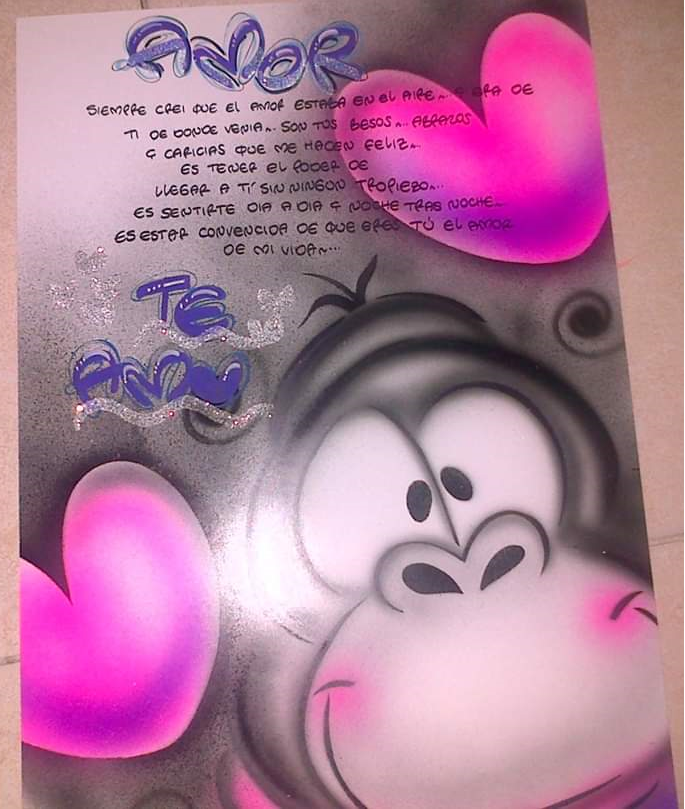 AMOR
SIEMPRE CREI QUE EL AMOR ESTABA EN EL AIRE... ERA DE
TI DE DONDE VENIA... SON TUS BESOS... ABRAZOS
Y CARICIAS QUE ME HACEN FELIZ...
ES TENER EL PODER DE
LLEGAR A TI SIN NINGUN TROPIEZO...
ES SENTIRTE DIA A DIA Y NOCHE TRAS NOCHE...
ES ESTAR CONVENCIDA DE QUE ERES TÚ EL AMOR
DE MI VIDA...
TE
AMO